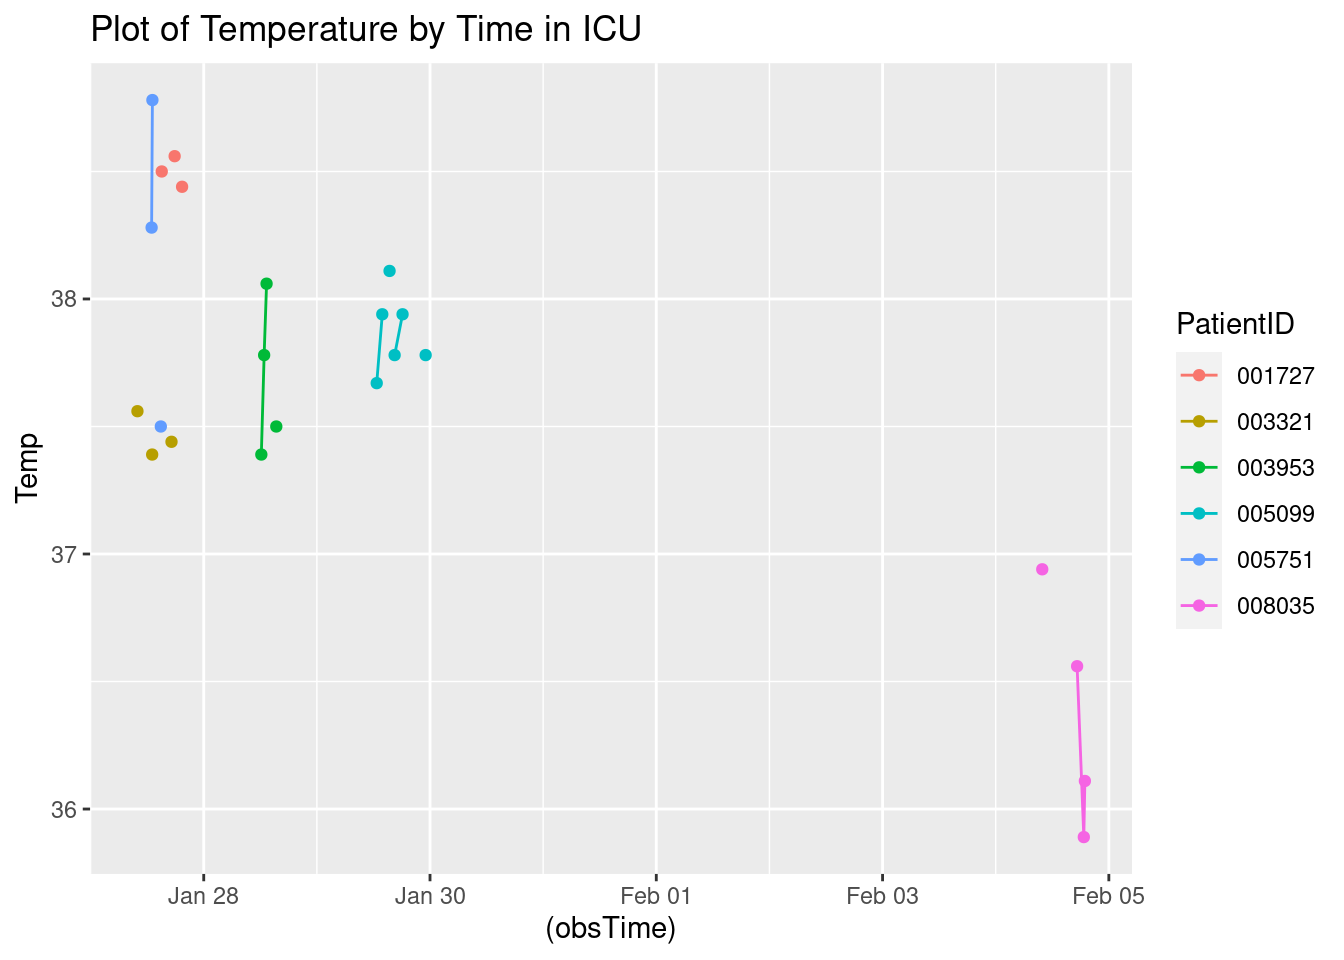 Plot of Temperature by Time in ICU
Temp
38
37
36
Jan 28
Jan 30
Feb 01
Feb 03
Feb 05
(obsTime)
PatientID
001727
003321
003953
005099
005751
008035